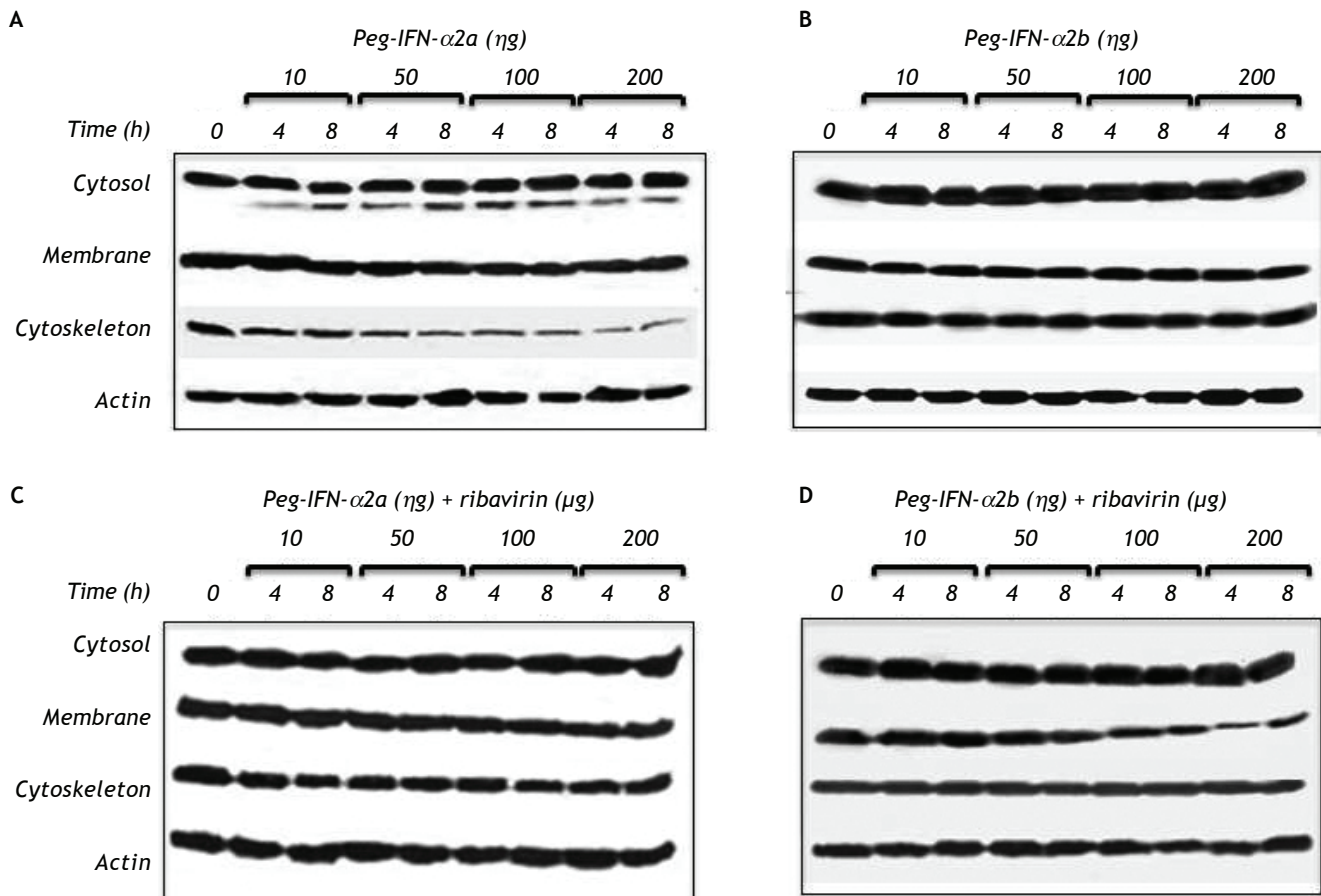 A
Peg-IFN-α2a (ηg)
10 50 100 200
Time (h) 0 4 8 4 8 4 8 4 8
Cytosol
Membrane
Cytoskeleton
Actin
B
Peg-IFN-α2b (ηg)
10 50 100 200
0 4 8 4 8 4 8 4 8
C
Peg-IFN-α2a (ηg) + ribavirin (μg)
10 50 100 200
Time (h) 0 4 8 4 8 4 8 4 8
Cytosol
Membrane
Cytoskeleton
Actin
D
Peg-IFN-α2b (ηg) + ribavirin (μg)
10 50 100 200
0 4 8 4 8 4 8 4 8